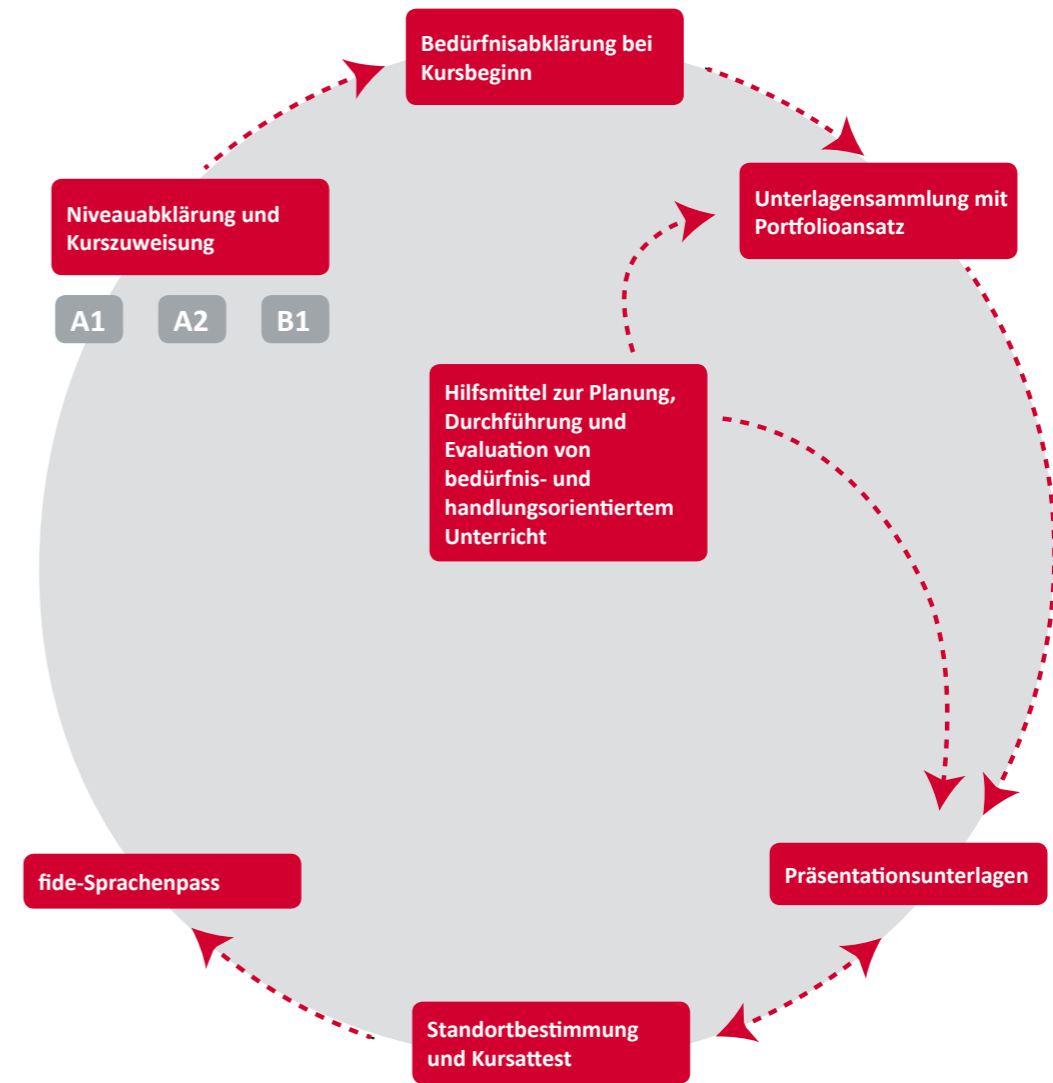 Bedürfnisabklärung bei
Kursbeginn
Niveauabklärung und
Kurszuweisung
A1 A2 B1
Unterlagensammlung mit
Portfolioansatz
Hilfsmittel zur Planung,
Durchführung und
Evaluation von
bedürfnis- und
handlungsorientiertem
Unterricht
fide-Sprachenpass
Präsentationsunterlagen
Standortbestimmung
und Kursattest